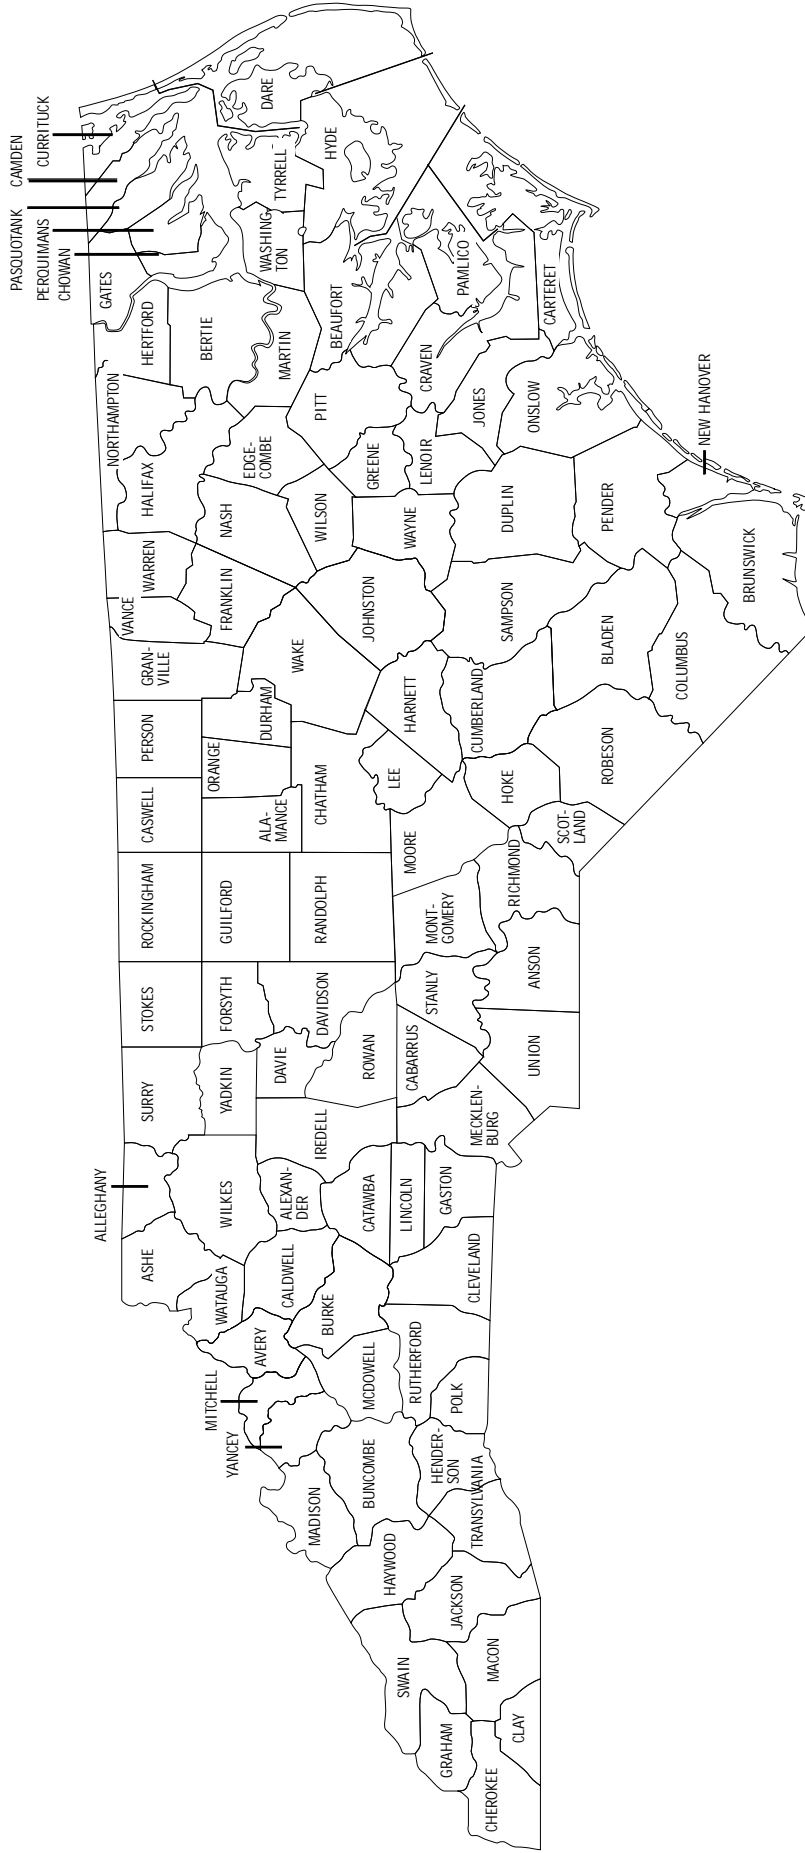 CURRITUCK
CAMDEN
PASQUOTANK
PERQUIMANS
CHOWAN
GATES
DARE
HYDE
TYRRELL
WASHING
TON
HERTFORD
BERTIE
MARTIN
BEAUFORT
PAMLICO
CARTERET
CRAVEN
NORTHAMPTON
HALIFAX
EDGE-
COMBE
PITT
GREENE
LENOIR
JONES
ONSLOW
NEW HANOVER
NASH
WILSON
WAYNE
DUPLIN
PENDER
BRUNSWICK
WARREN
VANCE
FRANKLIN
JOHNSTON
SAMPSON
BLADEN
COLUMBUS
GRAN-
VILLE
WAKE
HARNETT
CUMBERLAND
ROBESON
PERSON
DURHAM
ORANGE
CHATHAM
LEE
HOKE
SCOT-
LAND
CASWELL
ALA-
MANCE
MOORE
RICHMOND
ROCKINGHAM
GUILFORD
RANDOLPH
MONT-
GOMERY
ANSON
STOKES
FORSYTH
DAVIDSON
STANLY
UNION
SURRY
YADKIN
DAVIE
ROWAN
CABARRUS
MECKLEN-
BURG
IREDELL
ALLEGHANY
WILKES
ALEXAN-
DER
CATAWBA
LINCOLN
GASTON
ASHE
WATAUGA
CALDWELL
BURKE
CLEVELAND
AVERY
MITCHELL
YANCEY
MCDOWELL
RUTHERFORD
POLK
MADISON
BUNCOMBE
HENDER-
SON
TRANSYLVANIA
HAYWOOD
JACKSON
SWAIN
MACON
GRAHAM
CLAY
CHEROKEE